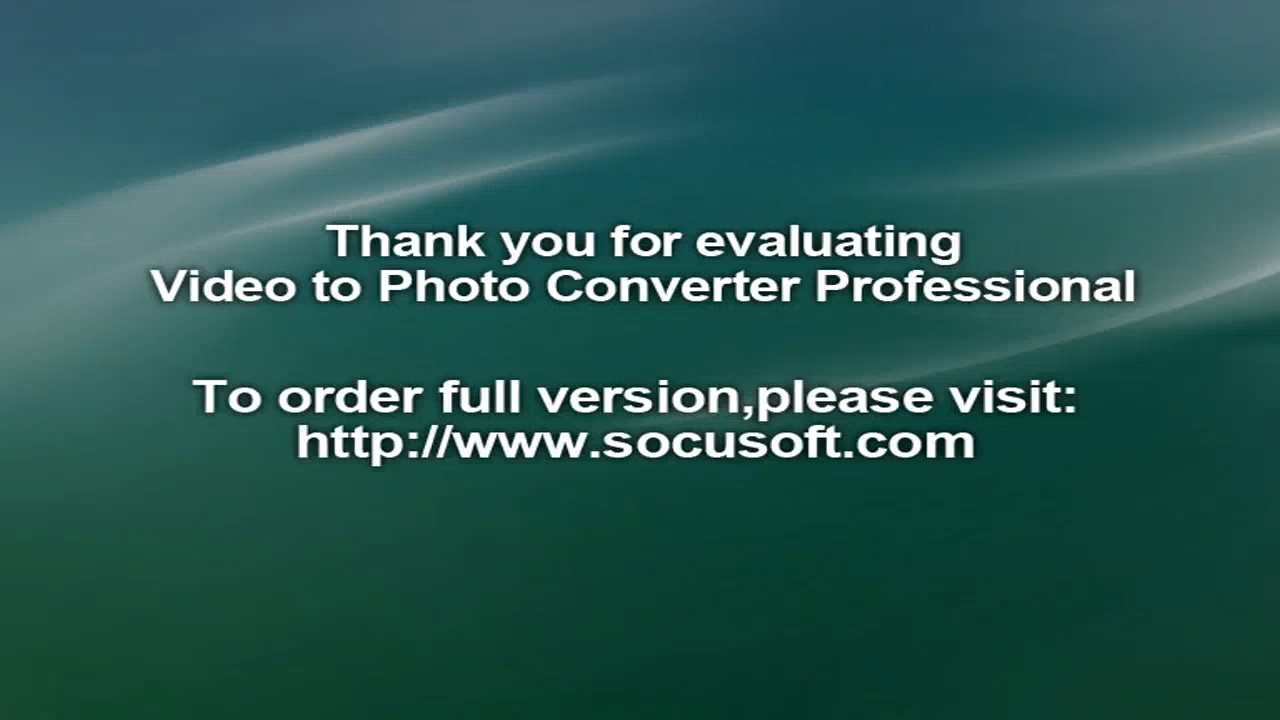 Thank you for evaluating
Video to Photo Converter Professional
To order full version,please visit:
http://www.socusoft.com